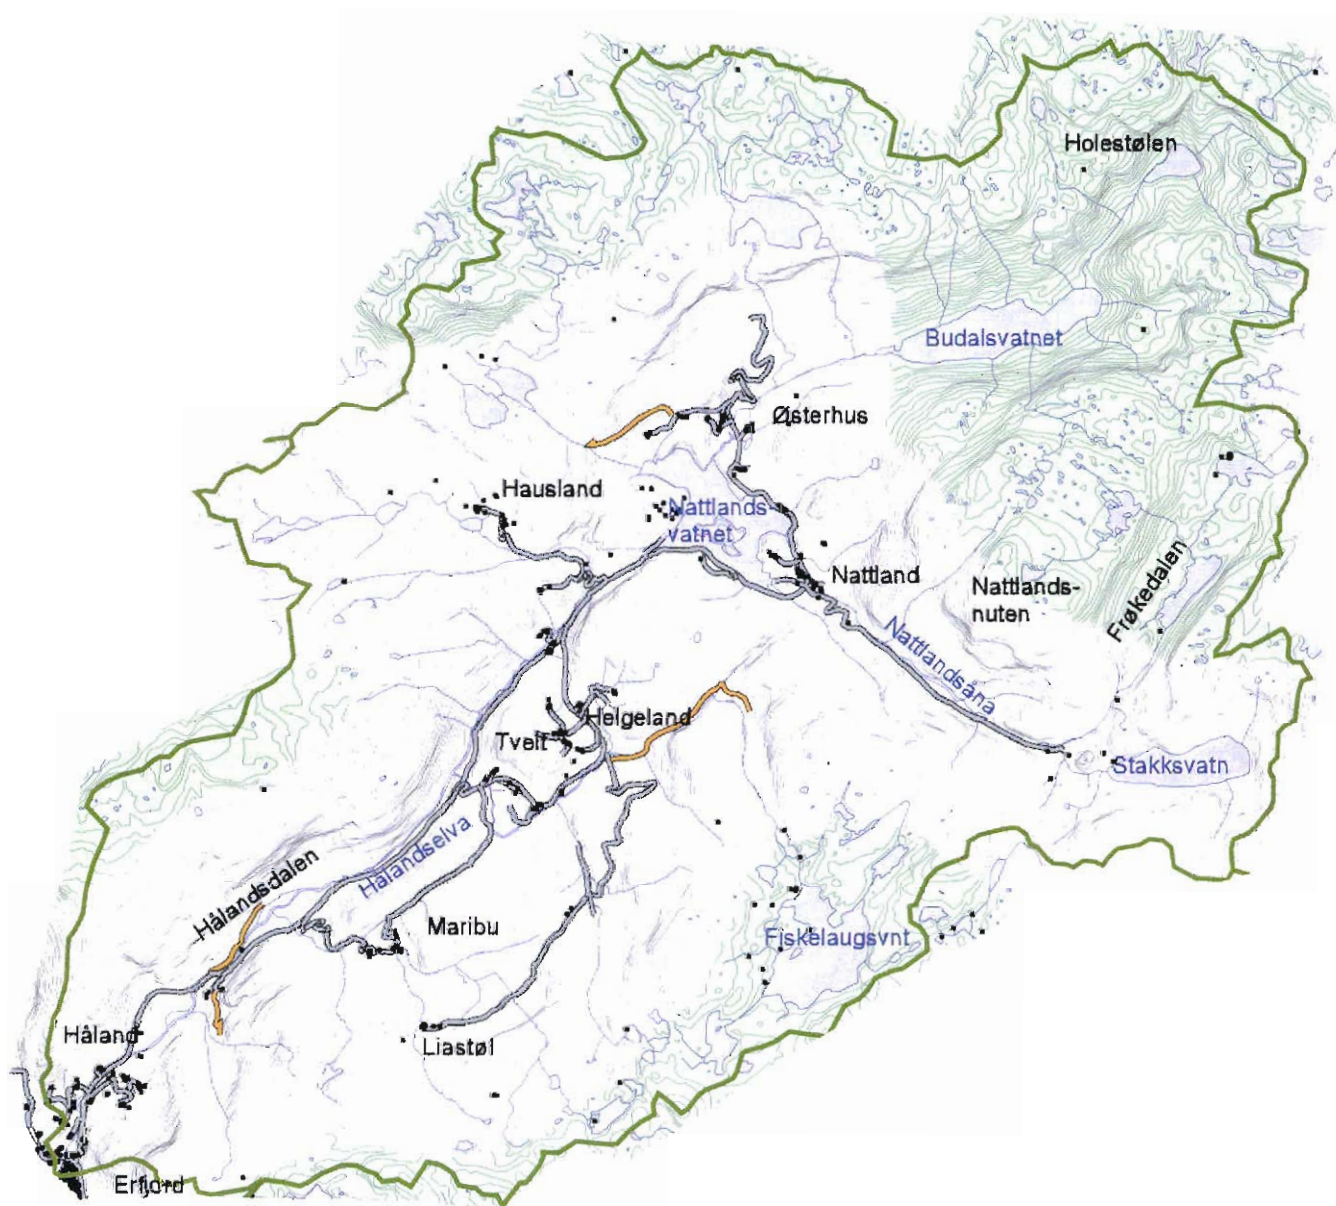 Holestølen
Budalsvatnet
Østerhus
Hausland
Nattlands
vatnet
Nattland
Nattlands-
nuten
Frøkedalen
Nattlandsåna
Helgeland
Tveit
Stakksvatn
Hålandselva
Hålandsdalen
Maribu
Fiskelaugsvnt
Håland
Liastøl
Erfjord